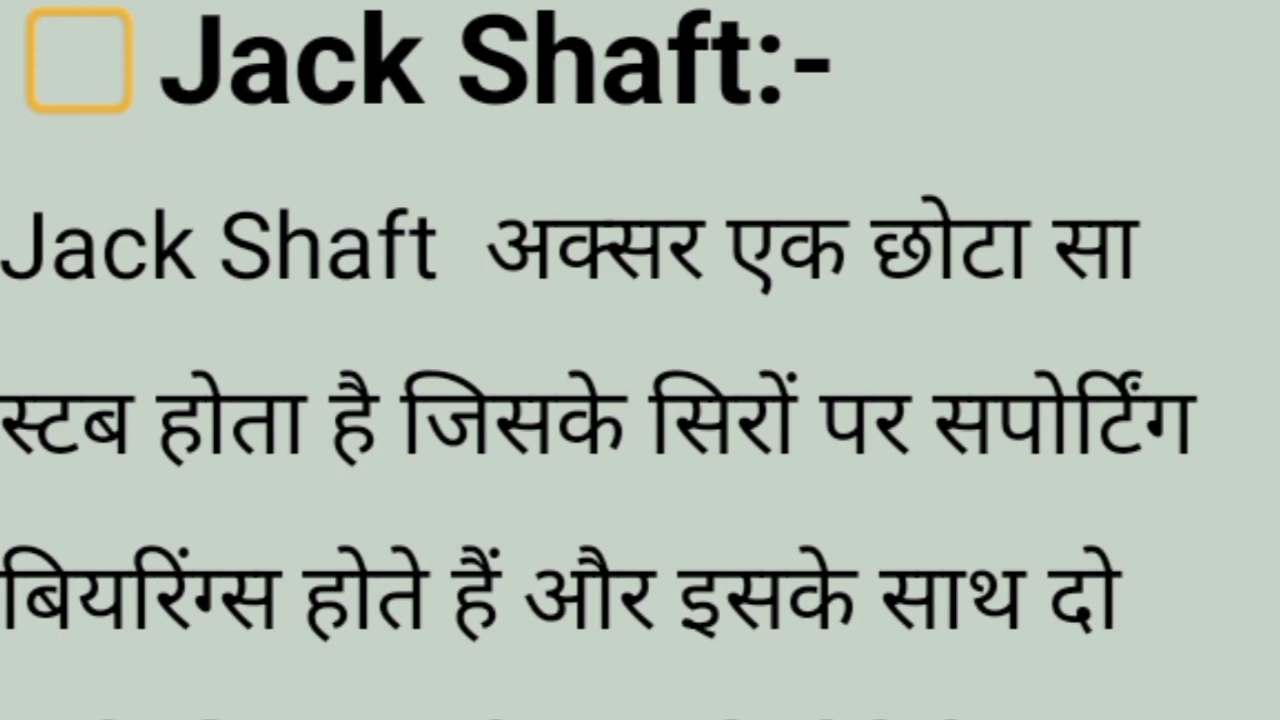 Jack Shaft:-
Jack Shaft अक्सर एक छोटा सा
स्टब होता है जिसके सिरों पर सपोर्टिंग
बियरिंग्स होते हैं और इसके साथ दो